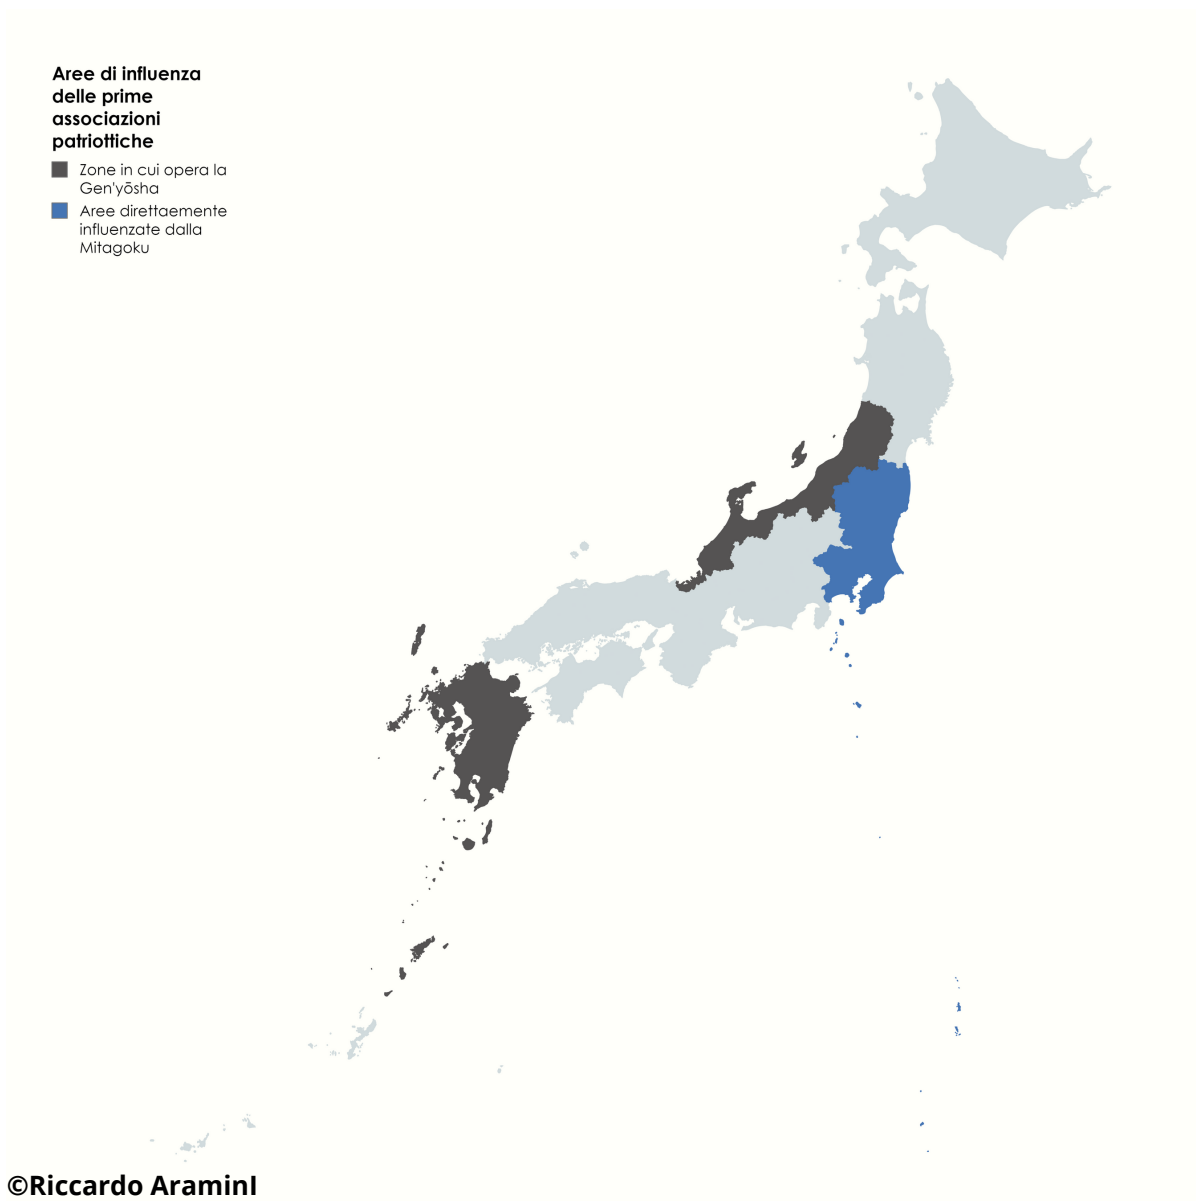 Aree di influenza
delle prime
associazioni
patriottiche
Zone in cui opera la
Gen'yōsha
Aree direttaemente
influenzate dalla
Mitagoku
©Riccardo AraminI